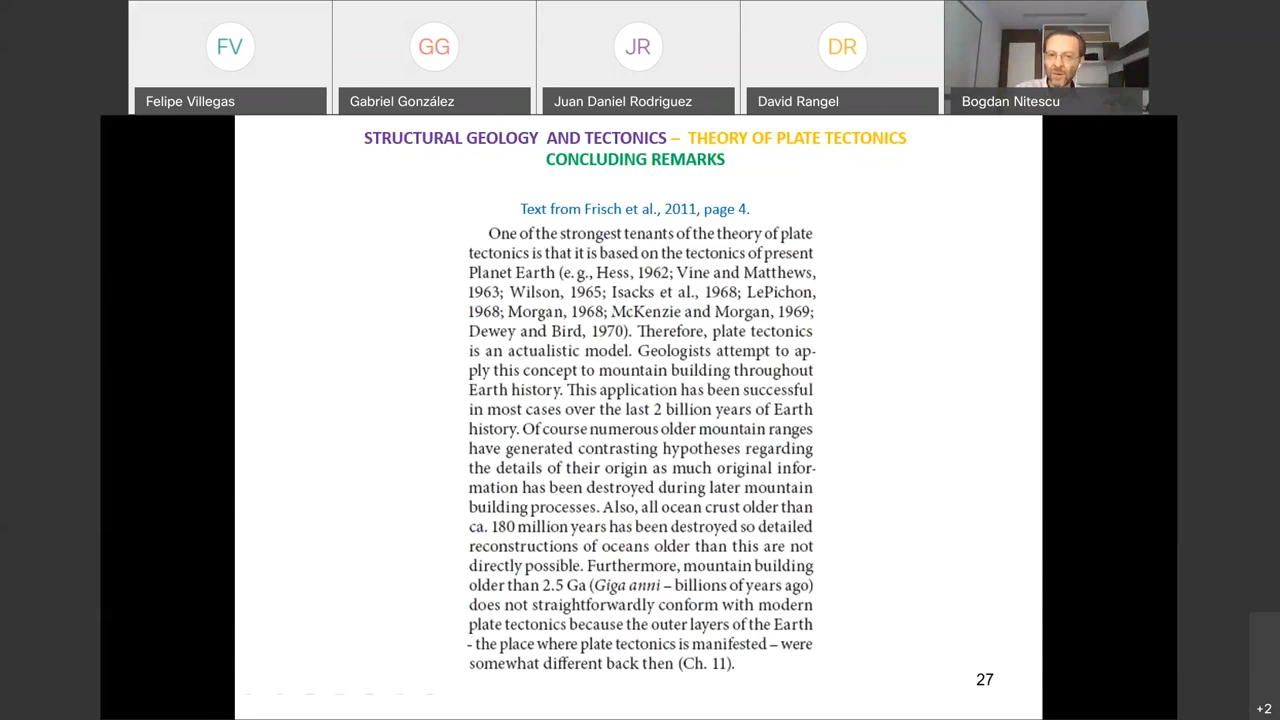 FV
GG
JR
DR
Felipe Villegas
Gabriel González
Juan Daniel Rodriguez
David Rangel
Bogdan Nitescu
STRUCTURAL GEOLOGY AND TECTONICS – THEORY OF PLATE TECTONICS
CONCLUDING REMARKS
Text from Frisch et al., 2011, page 4.
One of the strongest tenants of the theory of plate
tectonics is that it is based on the tectonics of present
Planet Earth (e. g., Hess, 1962; Vine and Matthews,
1963; Wilson, 1965; Isacks et al., 1968; LePichon,
1968; Morgan, 1968; McKenzie and Morgan, 1969;
Dewey and Bird, 1970). Therefore, plate tectonics
is an actualistic model. Geologists attempt to ap-
ply this concept to mountain building throughout
Earth history. This application has been successful
in most cases over the last 2 billion years of Earth
history. Of course numerous older mountain ranges
have generated contrasting hypotheses regarding
the details of their origin as much original infor-
mation has been destroyed during later mountain
building processes. Also, all ocean crust older than
ca. 180 million years has been destroyed so detailed
reconstructions of oceans older than this are not
directly possible. Furthermore, mountain building
older than 2.5 Ga (Giga anni – billions of years ago)
does not straightforwardly conform with modern
plate tectonics because the outer layers of the Earth
- the place where plate tectonics is manifested – were
somewhat different back then (Ch. 11).
27
+2